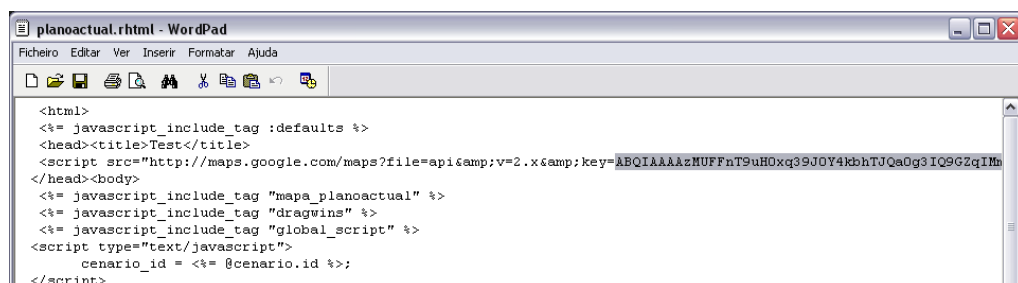 planoactual.rhtml - WordPad
Ficheiro Editar Ver Inserir Formatar Ajuda
<html>
<%= javascript_include_tag :defaults %>
<head><title>Test</title>
<script src="http://maps.google.com/maps?file=api&amp;v=2.x&amp;key=ABQIAAAAzMUFFnT9uH0xq39J0Y4kbhTJQaOg3IQ9GZqIMm
</head><body>
<%= javascript_include_tag "mapa_planoactual" %>
<%= javascript_include_tag "dragwins" %>
<%= javascript_include_tag "global_script" %>
<script type="text/javascript">
cenario_id = <%= @cenario.id %>;
</script>